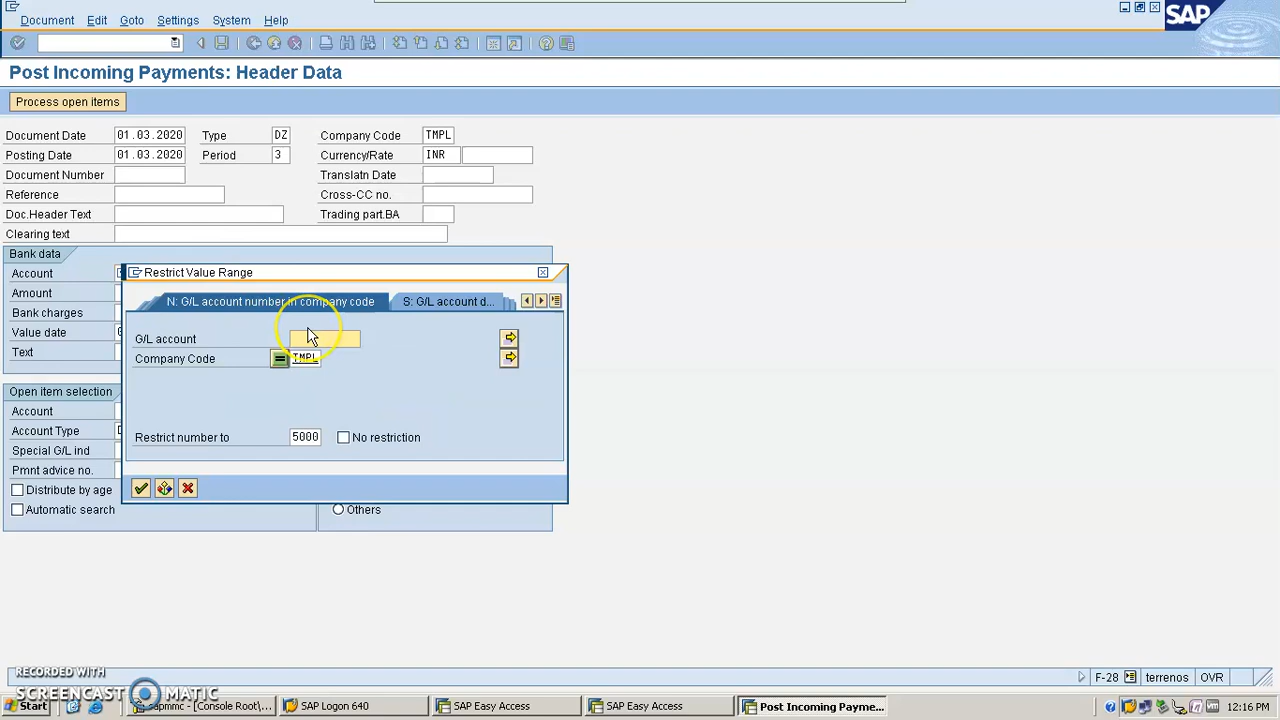 Document Edit Goto Settings System Help
SAP
Post Incoming Payments: Header Data
Process open items
Document Date 01.03.2020 Type DZ Company Code TMPL
Posting Date 01.03.2020 Period 3 Currency/Rate INR
Document Number Translatn Date
Reference Cross-CC no.
Doc.Header Text Trading part.BA
Clearing text
Bank data
Account
Amount
Bank charges
Value date
Text
Open item selection
Account
Account Type
Special G/L ind
Pmnt advice no.
Distribute by age
Automatic search
Others
Restrict Value Range
N: G/L account number in company code S: G/L account d...
G/L account
Company Code = TMPL
Restrict number to 5000 No restriction
F-28 terrenos OVR
RECORDED WITH
SCREENCAST MATIC
Start sapmmc - [Console Root\... SAP Logon 640 SAP Easy Access SAP Easy Access Post Incoming Payme... 12:16 PM